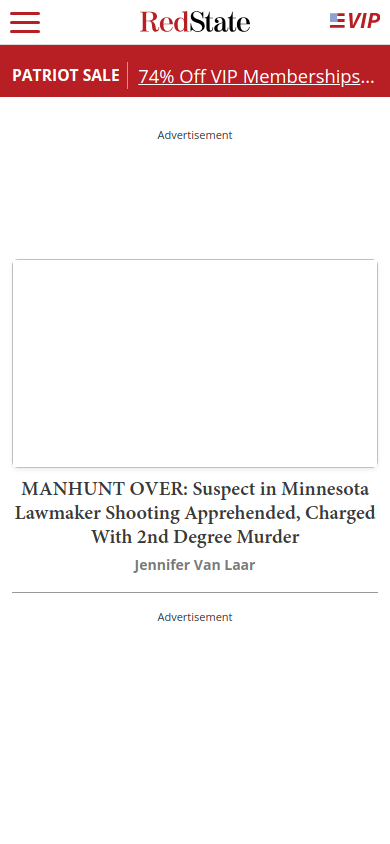 RedState
VIP
PATRIOT SALE
74% Off VIP Memberships...
Advertisement
MANHUNT OVER: Suspect in Minnesota
Lawmaker Shooting Apprehended, Charged
With 2nd Degree Murder
Jennifer Van Laar
Advertisement